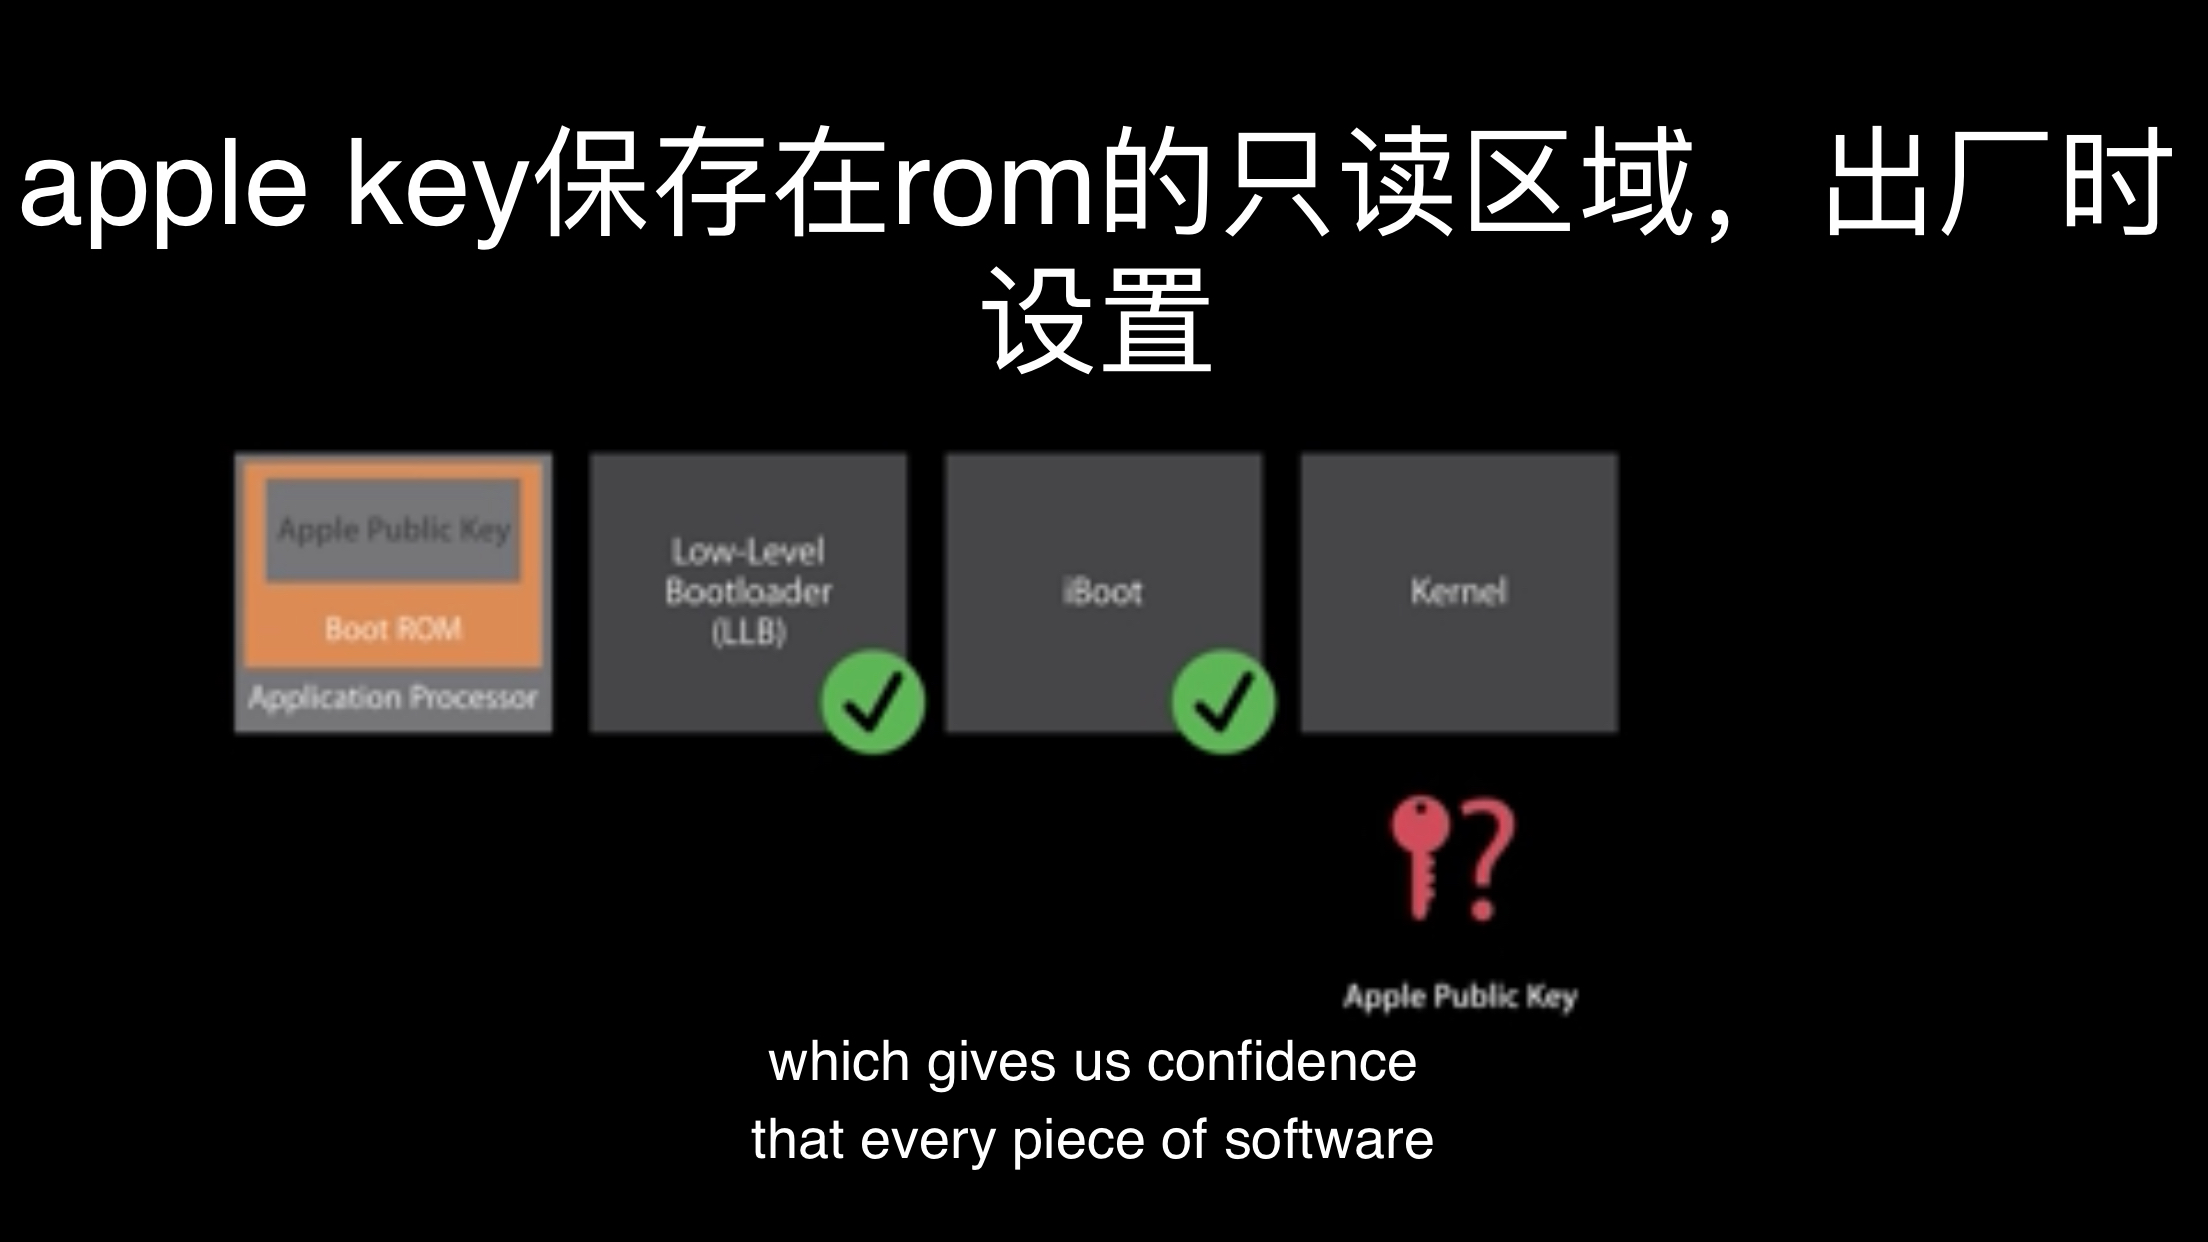 apple key保存在rom的只读区域，出厂时
设置
Apple Public Key
Boot ROM
Application Processor
Low-Level
Bootloader
(LLB)
iBoot
Kernel
?
Apple Public Key
which gives us confidence
that every piece of software